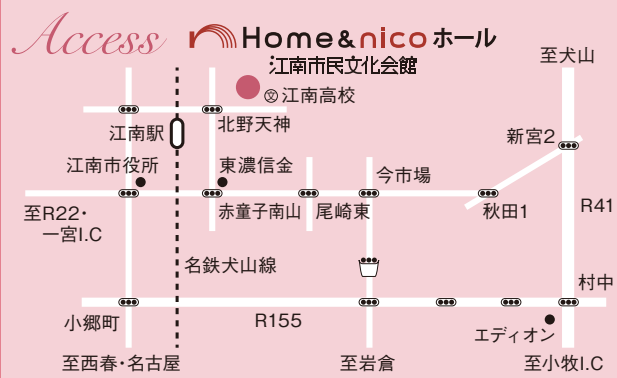 Access
Home&nicoホール
江南市民文化会館
至犬山
文江南高校
北野天神
江南駅
新宮2
江南市役所
東濃信金
今市場
赤童子南山
尾崎東
秋田1
R41
至R22・
一宮I.C
名鉄犬山線
村中
小郷町
R155
エディオン
至西春・名古屋
至岩倉
至小牧I.C